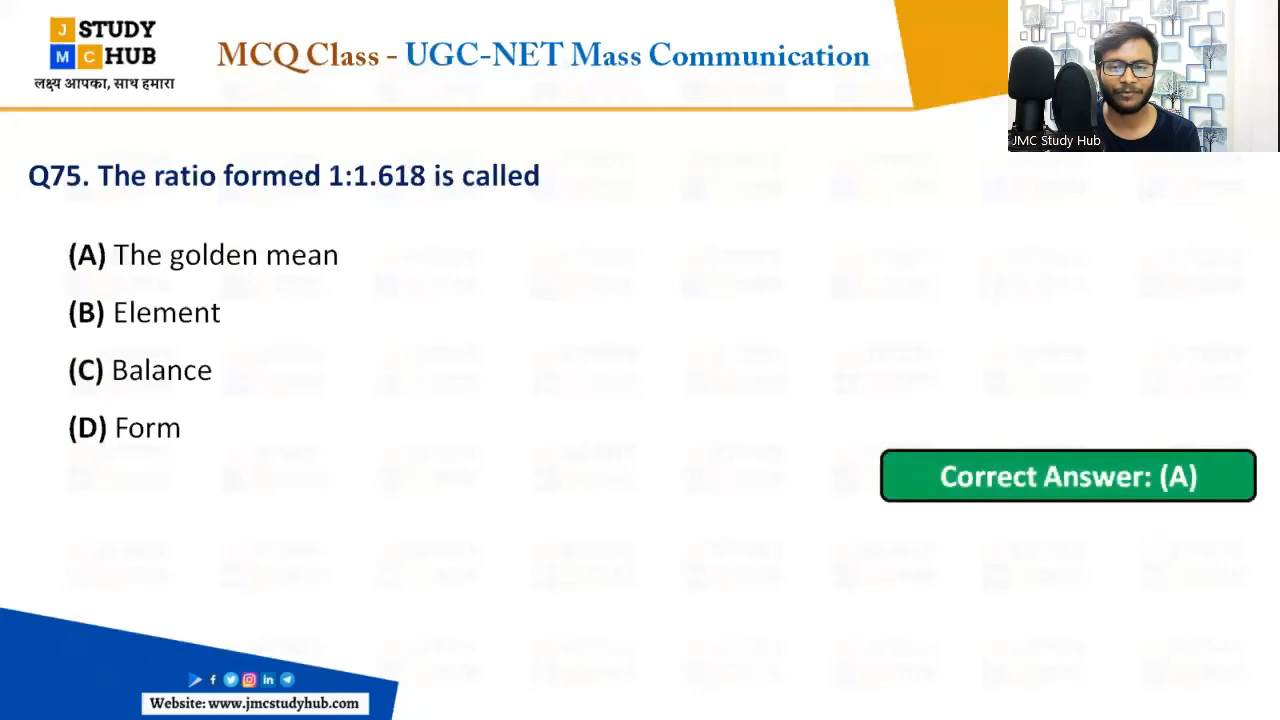 J STUDY
MC HUB
लक्ष्य आपका, साथ हमारा
MCQ Class - UGC-NET Mass Communication
JMC Study Hub
Q75. The ratio formed 1:1.618 is called
(A) The golden mean
(B) Element
(C) Balance
(D) Form
Correct Answer: (A)
Website: www.jmcstudyhub.com